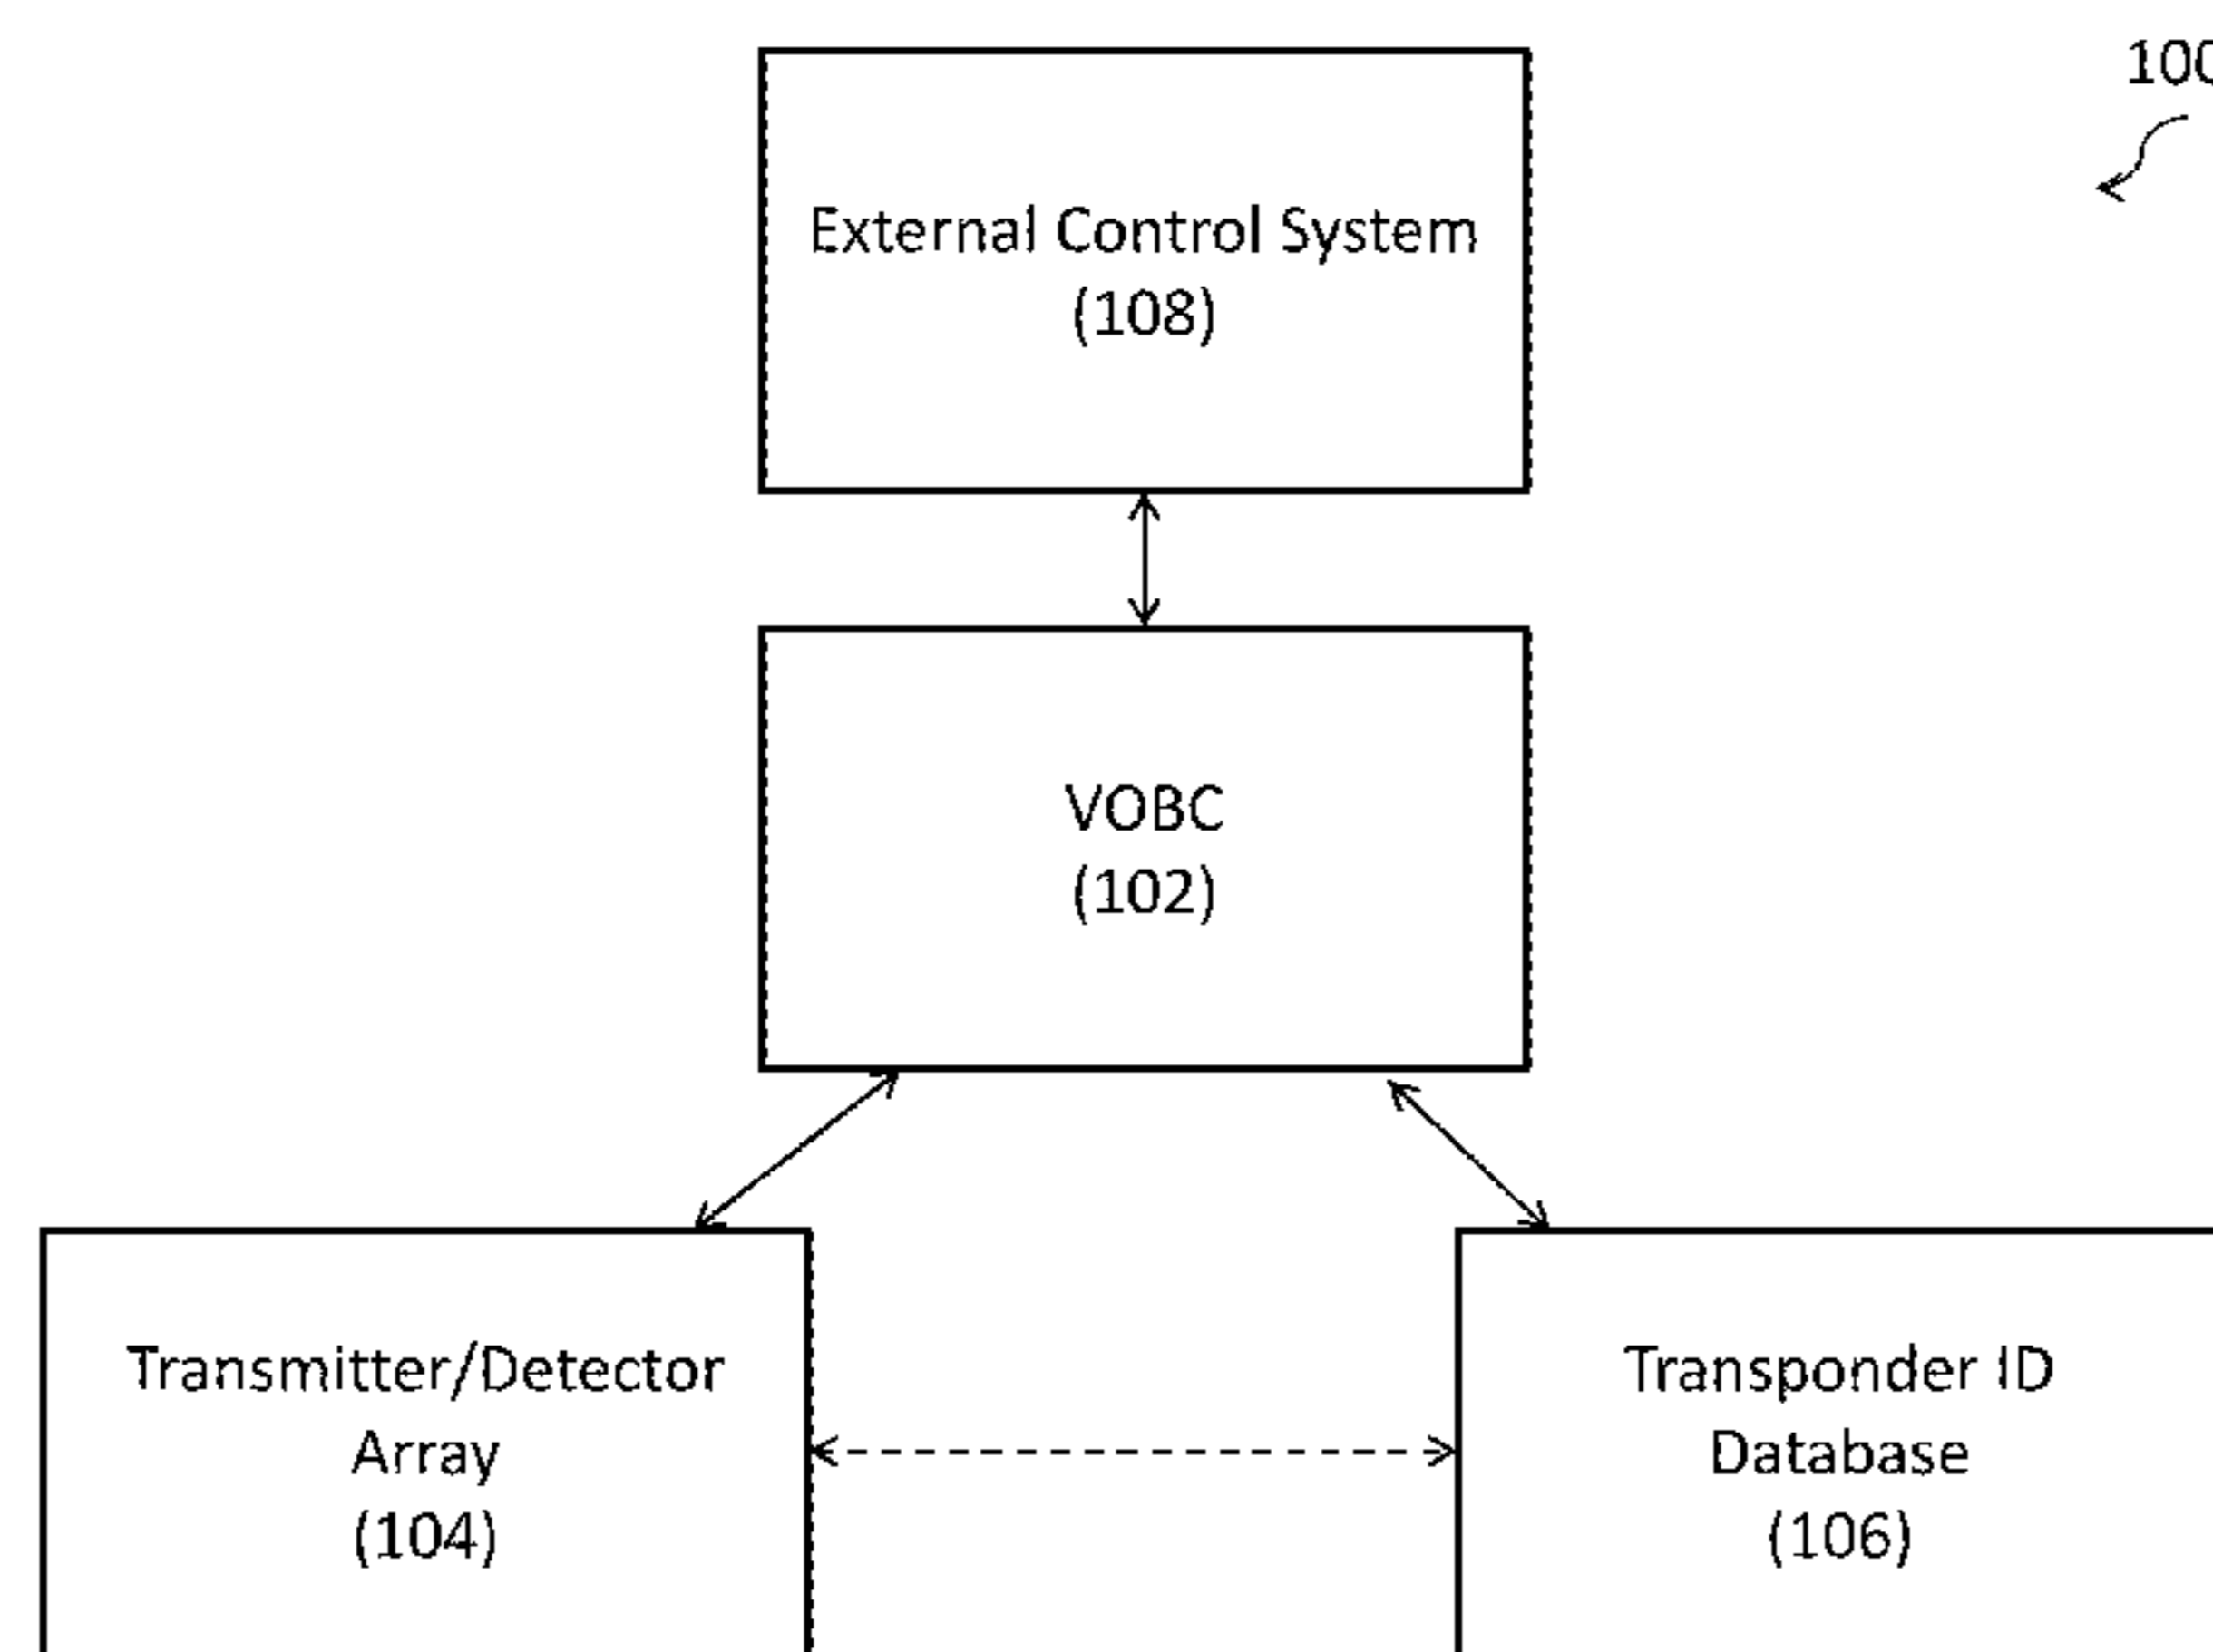 100
External Control System
(108)
VOBC
(102)
Transmitter/Detector
Array
(104)
Transponder ID
Database
(106)